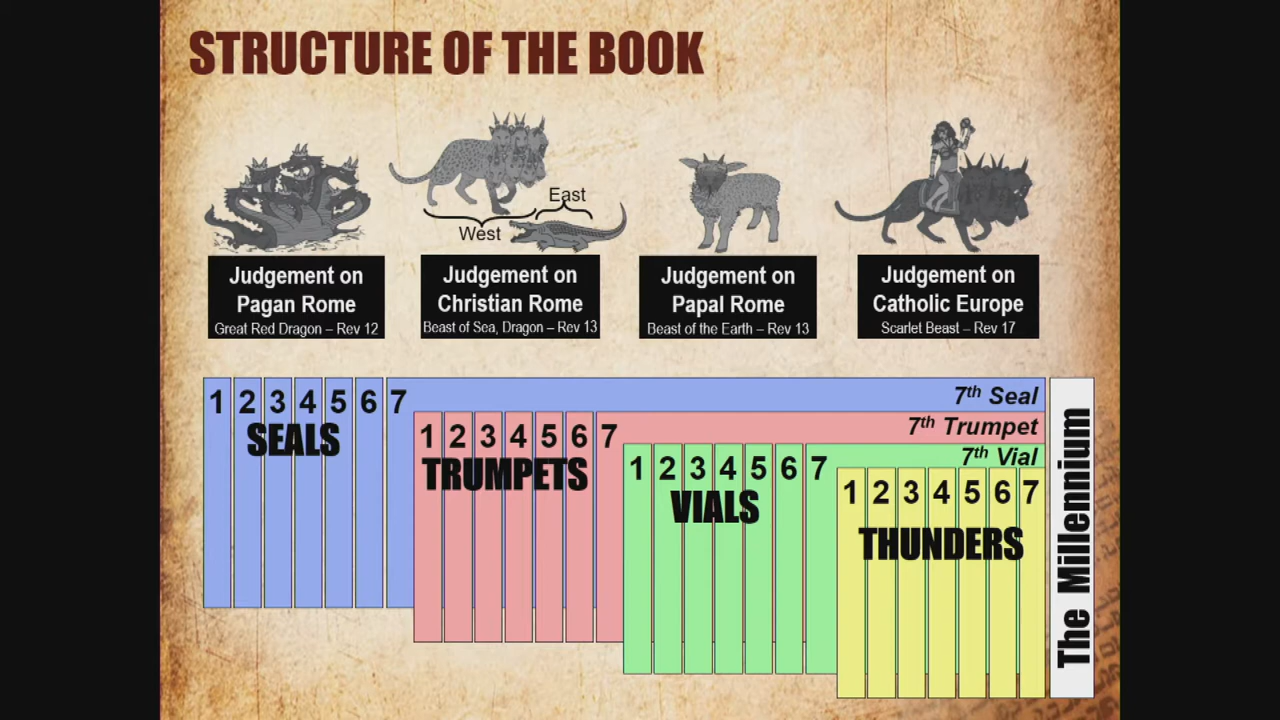 STRUCTURE OF THE BOOK
East
West
Judgement on
Pagan Rome
Great Red Dragon – Rev 12
Judgement on
Christian Rome
Beast of Sea, Dragon – Rev 13
Judgement on
Papal Rome
Beast of the Earth – Rev 13
Judgement on
Catholic Europe
Scarlet Beast – Rev 17
1 2 3 4 5 6 7
SEALS
7th Seal
1 2 3 4 5 6 7
TRUMPETS
7th Trumpet
1 2 3 4 5 6 7
VIALS
7th Vial
1 2 3 4 5 6 7
THUNDERS
The Millennium